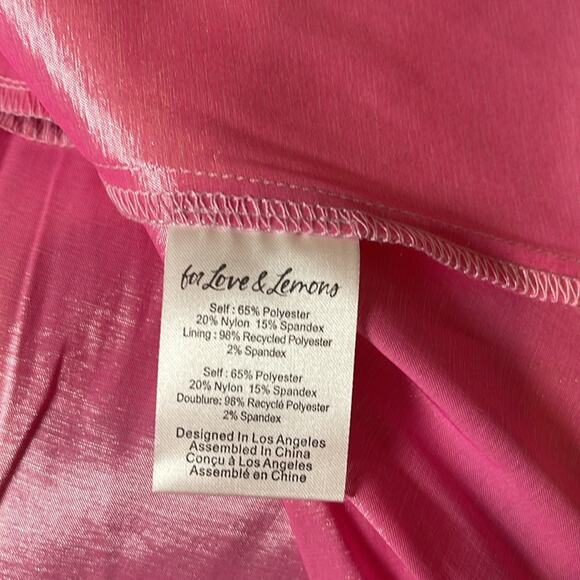 for Love & Lemons
Self : 65% Polyester
20% Nylon 15% Spandex
Lining : 98% Recycled Polyester
2% Spandex
Self : 65% Polyester
20% Nylon 15% Spandex
Doublure: 98% Recyclé Polyester
2% Spandex
Designed In Los Angeles
Assembled In China
Conçu à Los Angeles
Assemblé en Chine